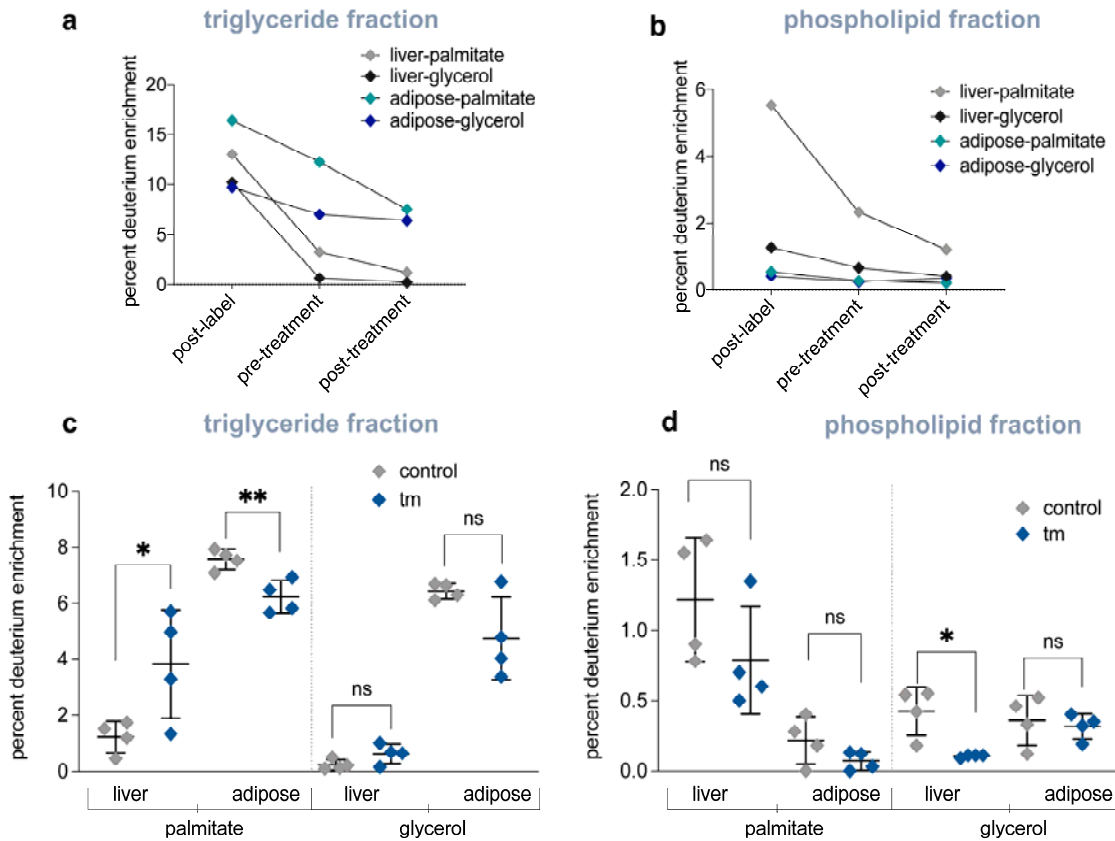 a
triglyceride fraction
liver-palmitate
liver-glycerol
adipose-palmitate
adipose-glycerol
percent deuterium enrichment
20
15
10
5
0
post-label
pre-treatment
post-treatment
b
phospholipid fraction
liver-palmitate
liver-glycerol
adipose-palmitate
adipose-glycerol
percent deuterium enrichment
6
4
2
0
post-label
pre-treatment
post-treatment
c
triglyceride fraction
control
tm
percent deuterium enrichment
10
8
6
4
2
0
*
**
ns
ns
liver
adipose
liver
adipose
palmitate
glycerol
d
phospholipid fraction
control
tm
percent deuterium enrichment
2.0
1.5
1.0
0.5
0.0
ns
ns
*
ns
liver
adipose
liver
adipose
palmitate
glycerol